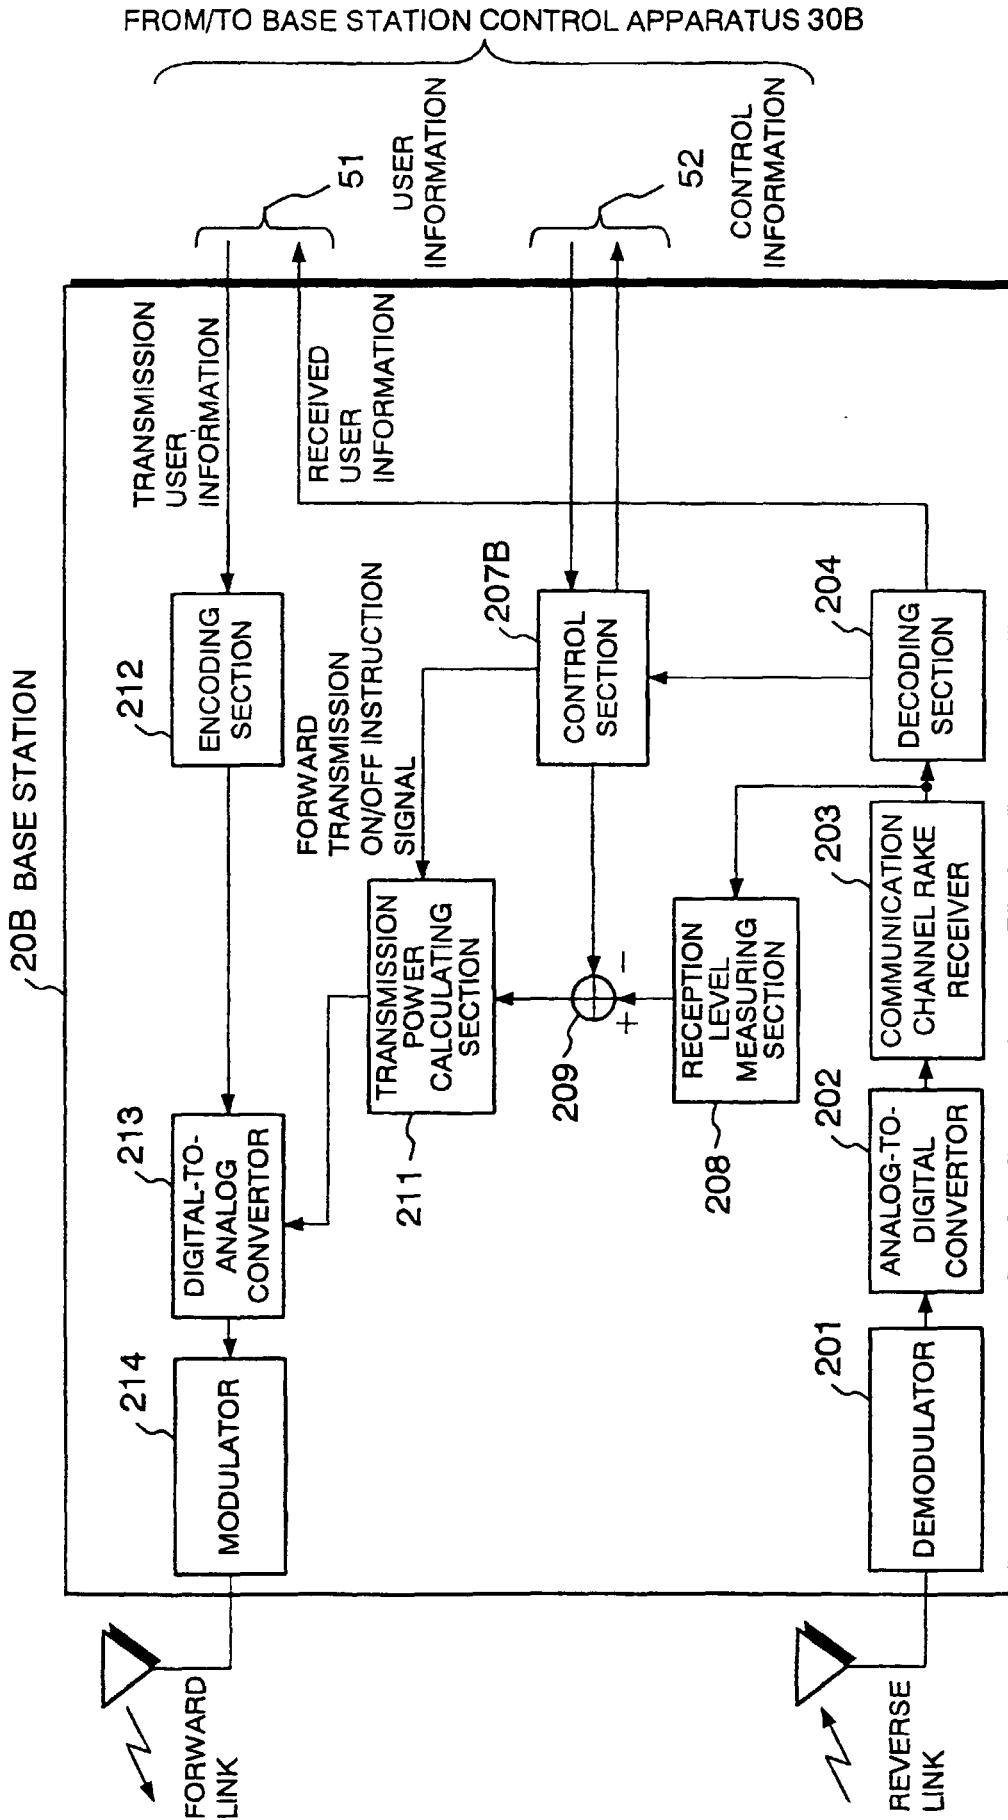 20B BASE STATION
FROM/TO BASE STATION CONTROL APPARATUS 30B
FORWARD
LINK
214
MODULATOR
213
DIGITAL-TO-
ANALOG
CONVERTOR
212
ENCODING
SECTION
TRANSMISSION
USER
INFORMATION
51
USER
INFORMATION
RECEIVED
USER
INFORMATION
211
TRANSMISSION
POWER
CALCULATING
SECTION
FORWARD
TRANSMISSION
ON/OFF INSTRUCTION
SIGNAL
207B
CONTROL
SECTION
52
CONTROL
INFORMATION
209
+
−
208
RECEPTION
LEVEL
MEASURING
SECTION
REVERSE
LINK
201
DEMODULATOR
202
ANALOG-TO-
DIGITAL
CONVERTOR
203
COMMUNICATION
CHANNEL RAKE
RECEIVER
204
DECODING
SECTION